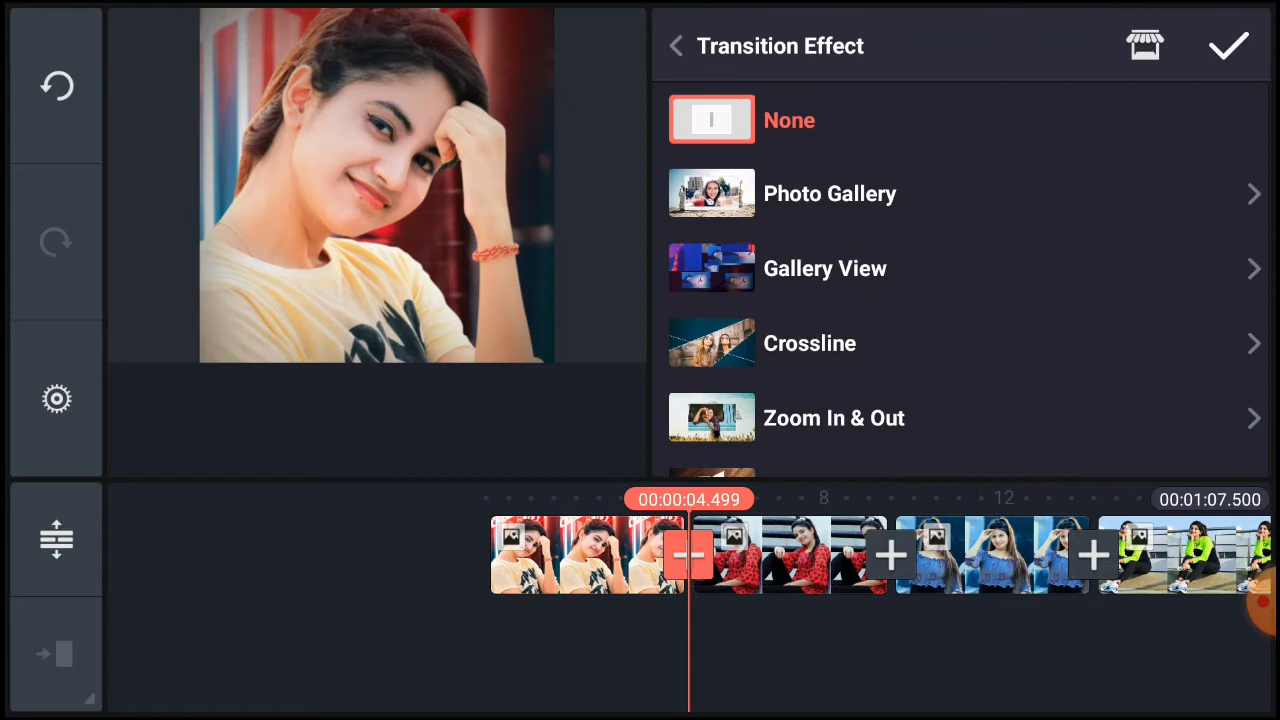 Transition Effect
None
Photo Gallery
Gallery View
Crossline
Zoom In & Out
00:00:04.499
8
12
00:01:07.500